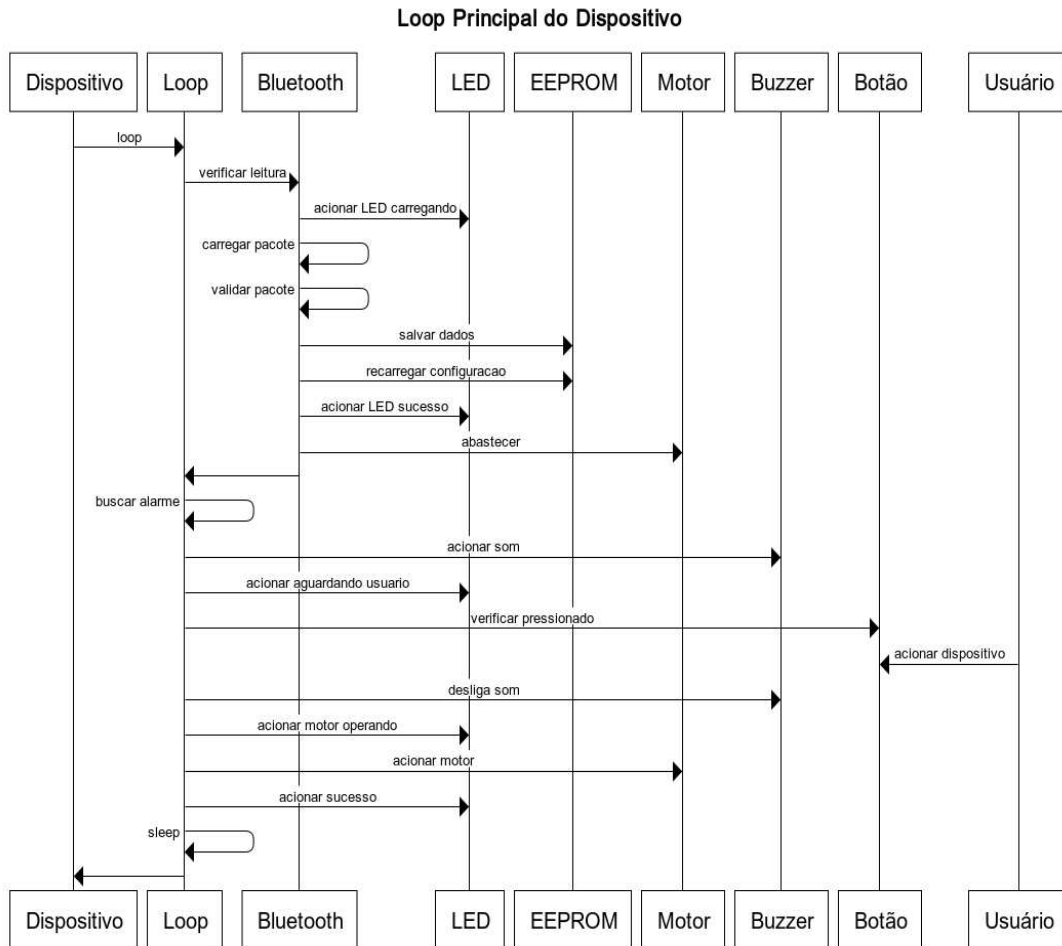 Loop Principal do Dispositivo
Dispositivo
Loop
Bluetooth
LED
EEPROM
Motor
Buzzer
Botão
Usuário
loop
verificar leitura
acionar LED carregando
carregar pacote
validar pacote
salvar dados
recarregar configuracao
acionar LED sucesso
abastecer
buscar alarme
acionar som
acionar aguardando usuario
verificar pressionado
acionar dispositivo
desliga som
acionar motor operando
acionar motor
acionar sucesso
sleep
Dispositivo
Loop
Bluetooth
LED
EEPROM
Motor
Buzzer
Botão
Usuário